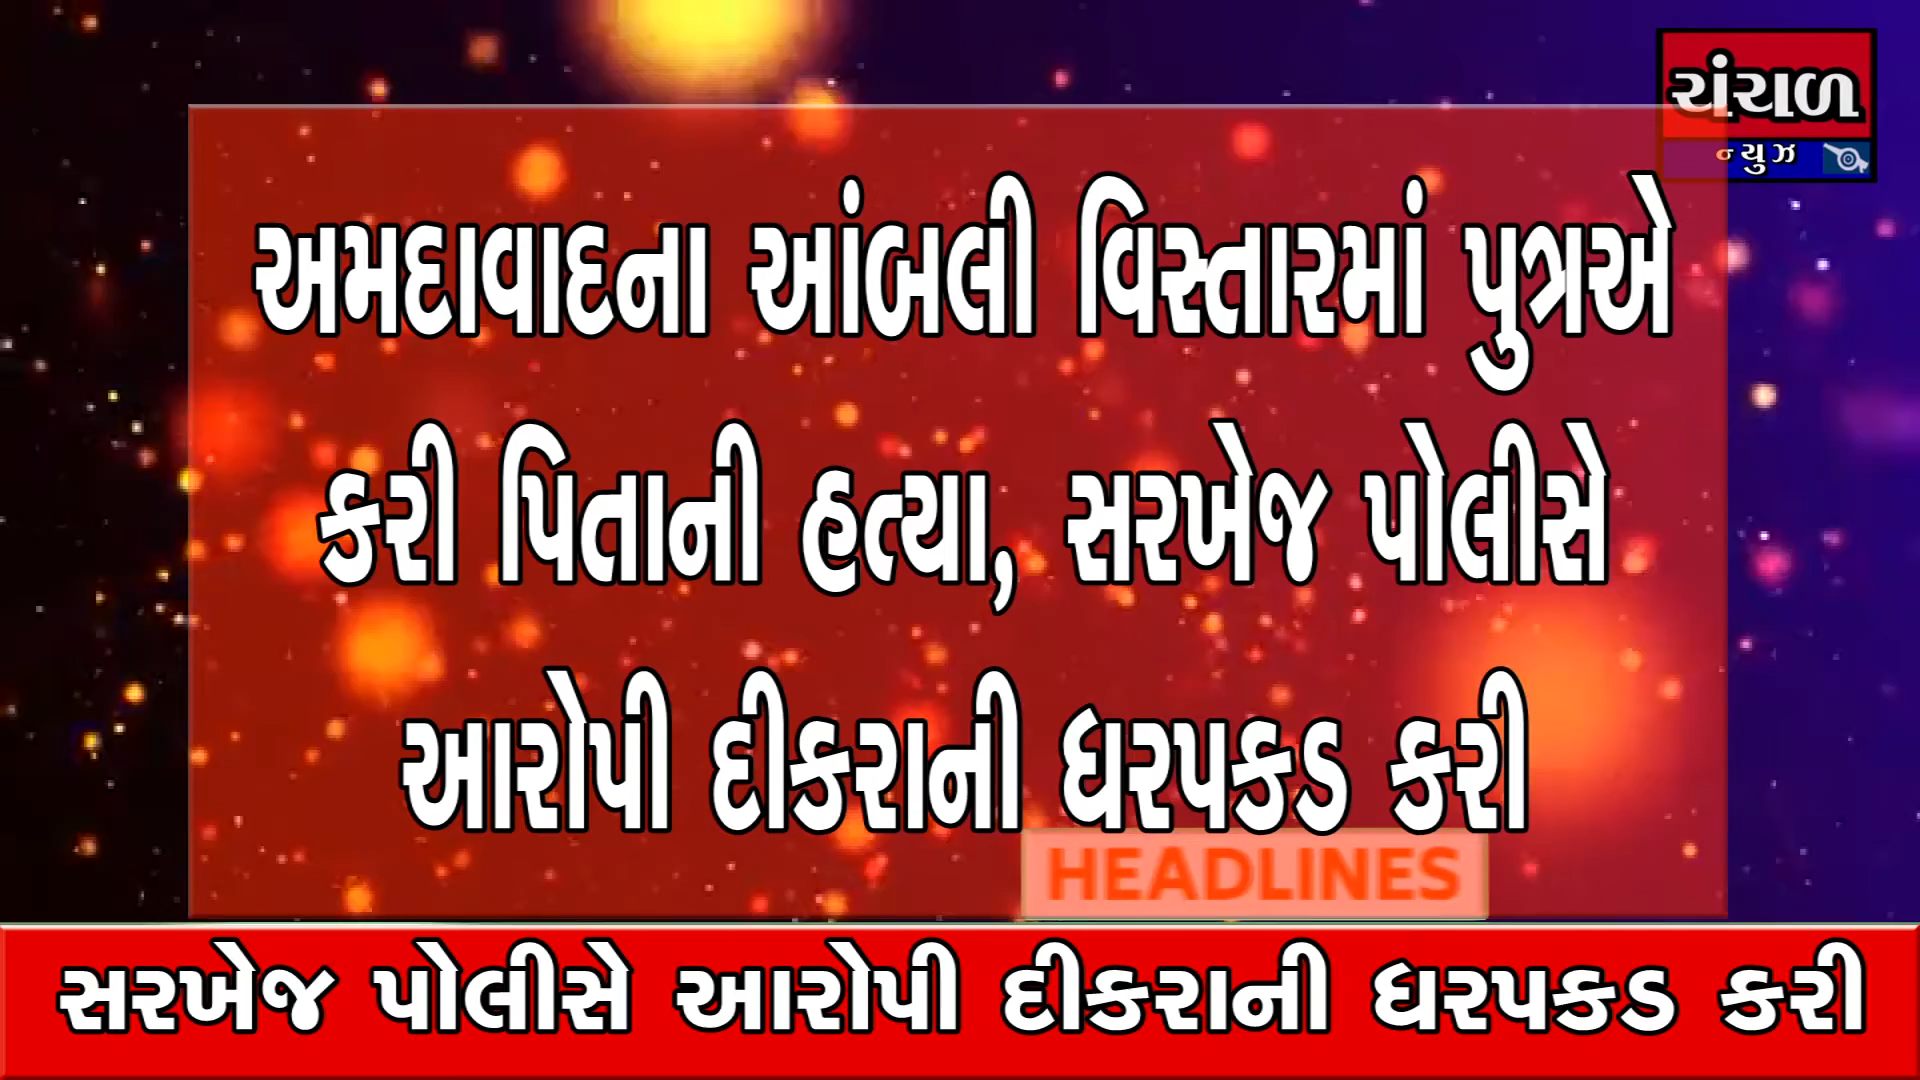 ચંચળ
ન્યુઝ
અમદાવાદના આંબલી વિસ્તારમાં પુત્રએ
કરી પિતાની હત્યા, સરખેજ પોલીસે
આરોપી દીકરાની ધરપકડ કરી
HEADLINES
સરખેજ પોલીસે આરોપી દીકરાની ધરપકડ કરી